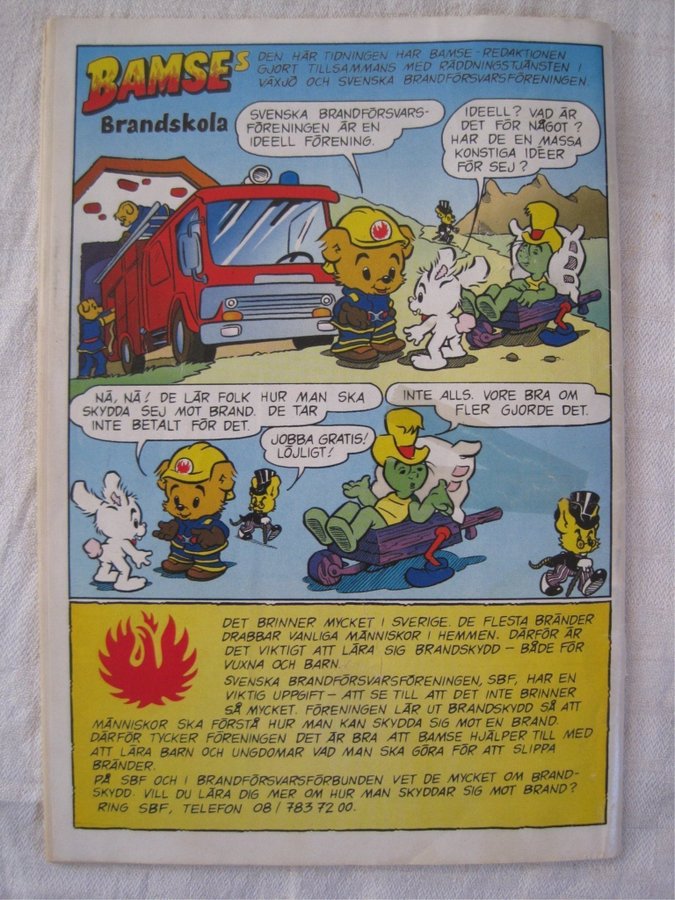 BAMSES
Brandskola
DEN HÄR TIDNINGEN HAR BAMSE-REDAKTIONEN
GJORT TILLSAMMANS MED RÄDDNINGSTJÄNSTEN I
VÄXJÖ OCH SVENSKA BRANDFÖRSVARSFÖRENINGEN
SVENSKA BRANDFÖRSVARS-
FÖRENINGEN ÄR EN
IDEELL FÖRENING.
IDEELL? VAD ÄR
DET FÖR NÅGOT?
HAR DE EN MASSA
KONSTIGA IDÉER
FÖR SEJ?
NÄ, NÄ! DE LÄR FOLK HUR MAN SKA
SKYDDA SEJ MOT BRAND. DE TAR
INTE BETALT FÖR DET.
JOBBA GRATIS!
LÖJLIGT!
INTE ALLS. VORE BRA OM
FLER GJORDE DET.
DET BRINNER MYCKET I SVERIGE. DE FLESTA BRÄNDER
DRABBAR VANLIGA MÄNNISKOR I HEMMEN. DÄRFÖR ÄR
DET VIKTIGT ATT LÄRA SIG BRANDSKYDD – BÅDE FÖR
VUXNA OCH BARN.
SVENSKA BRANDFÖRSVARSFÖRENINGEN, SBF, HAR EN
VIKTIG UPPGIFT – ATT SE TILL ATT DET INTE BRINNER
SÅ MYCKET. FÖRENINGEN LÄR UT BRANDSKYDD SÅ ATT
MÄNNISKOR SKA FÖRSTÅ HUR MAN KAN SKYDDA SIG MOT EN BRAND.
DÄRFÖR TYCKER FÖRENINGEN DET ÄR BRA ATT BAMSE HJÄLPER TILL MED
ATT LÄRA BARN OCH UNGDOMAR VAD MAN SKA GÖRA FÖR ATT SLIPPA
BRÄNDER.
PÅ SBF OCH I BRANDFÖRSVARSFÖRBUNDEN VET DE MYCKET OM BRAND-
SKYDD. VILL DU LÄRA DIG MER OM HUR MAN SKYDDAR SIG MOT BRAND?
RING SBF, TELEFON 08/783 72 00.